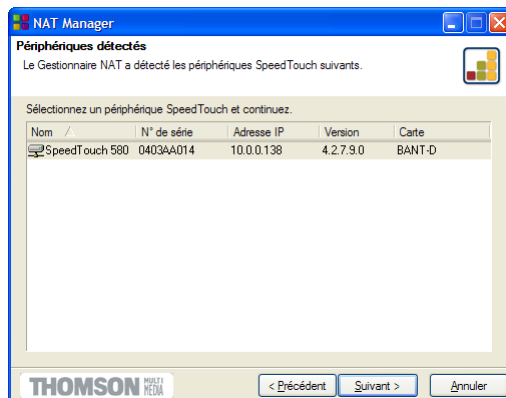 NAT Manager
Périphériques détectés
Le Gestionnaire NAT a détecté les périphériques SpeedTouch suivants.
Sélectionnez un périphérique SpeedTouch et continuez.
Nom N° de série Adresse IP Version Carte
SpeedTouch 580 0403AA014 10.0.0.138 4.2.7.9.0 BANT-D
THOMSON MULTI MEDIA
< Précédent Suivant > Annuler